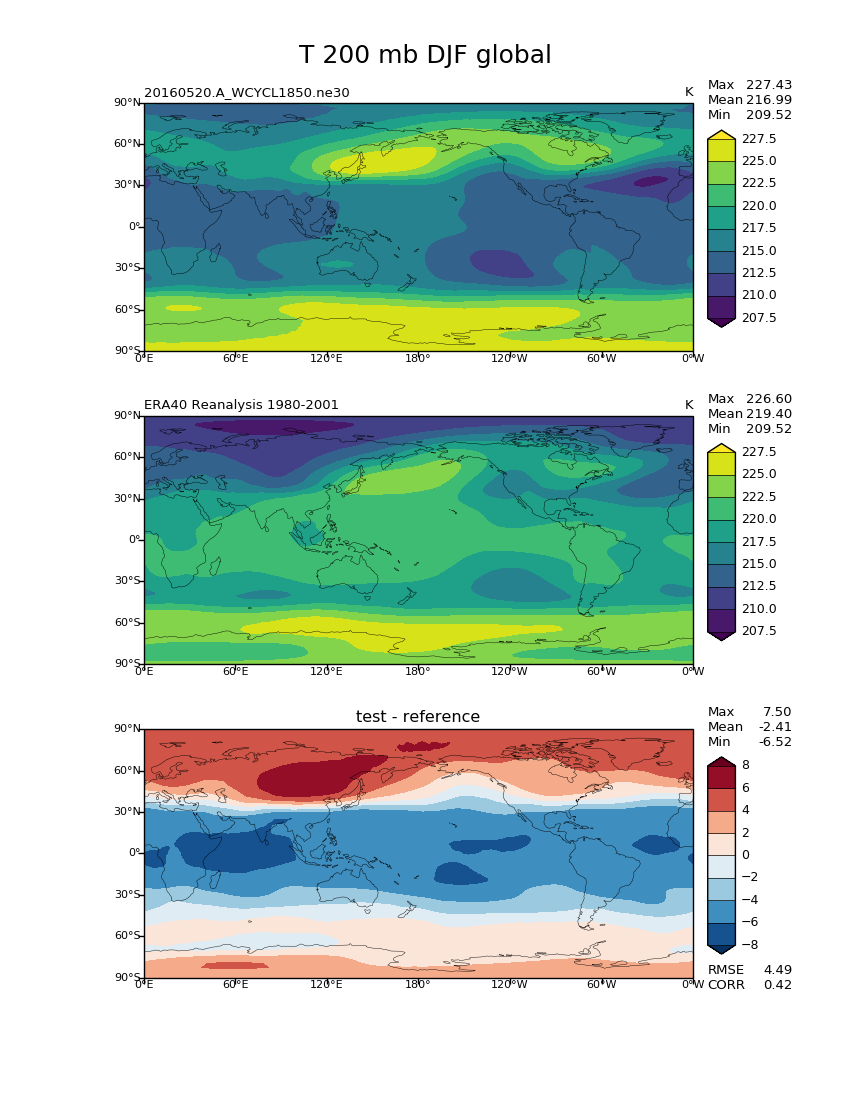 T 200 mb DJF global
20160520.A_WCYCL1850.ne30
K
Max 227.43
Mean 216.99
Min 209.52
90°N
60°N
30°N
0°
30°S
60°S
90°S
0°E 60°E 120°E 180° 120°W 60°W 0°W
227.5
225.0
222.5
220.0
217.5
215.0
212.5
210.0
207.5
ERA40 Reanalysis 1980-2001
K
Max 226.60
Mean 219.40
Min 209.52
90°N
60°N
30°N
0°
30°S
60°S
90°S
0°E 60°E 120°E 180° 120°W 60°W 0°W
227.5
225.0
222.5
220.0
217.5
215.0
212.5
210.0
207.5
test - reference
Max 7.50
Mean -2.41
Min -6.52
90°N
60°N
30°N
0°
30°S
60°S
90°S
0°E 60°E 120°E 180° 120°W 60°W 0°W
8
6
4
2
0
−2
−4
−6
−8
RMSE 4.49
CORR 0.42